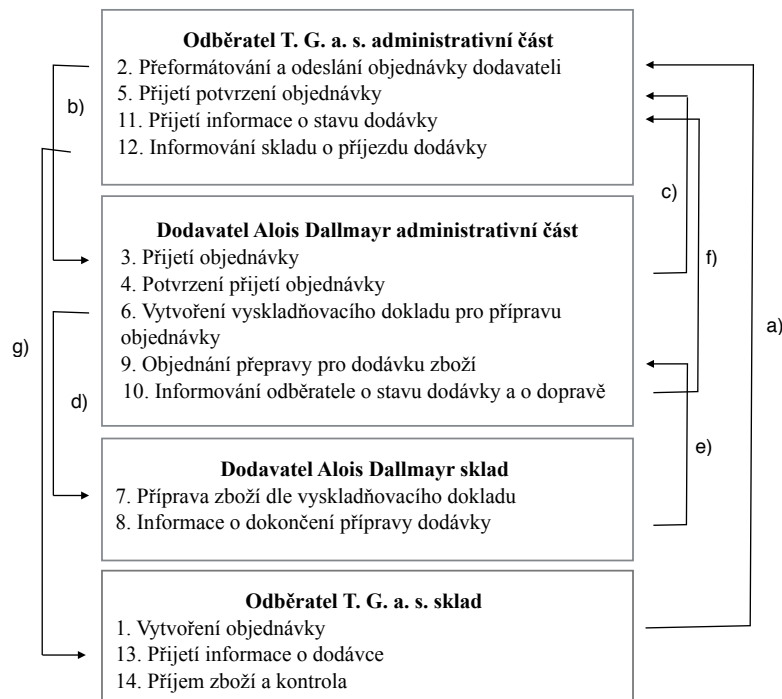 Odběratel T. G. a. s. administrativní část
2. Přeformátování a odeslání objednávky dodavateli
5. Přijetí potvrzení objednávky
11. Přijetí informace o stavu dodávky
12. Informování skladu o příjezdu dodávky
b)
c)
Dodavatel Alois Dallmayr administrativní část
3. Přijetí objednávky
4. Potvrzení přijetí objednávky
6. Vytvoření vyskladňovacího dokladu pro přípravu
objednávky
9. Objednání přepravy pro dodávku zboží
10. Informování odběratele o stavu dodávky a o dopravě
f)
a)
g)
d)
e)
Dodavatel Alois Dallmayr sklad
7. Příprava zboží dle vyskladňovacího dokladu
8. Informace o dokončení přípravy dodávky
Odběratel T. G. a. s. sklad
1. Vytvoření objednávky
13. Přijetí informace o dodávce
14. Příjem zboží a kontrola